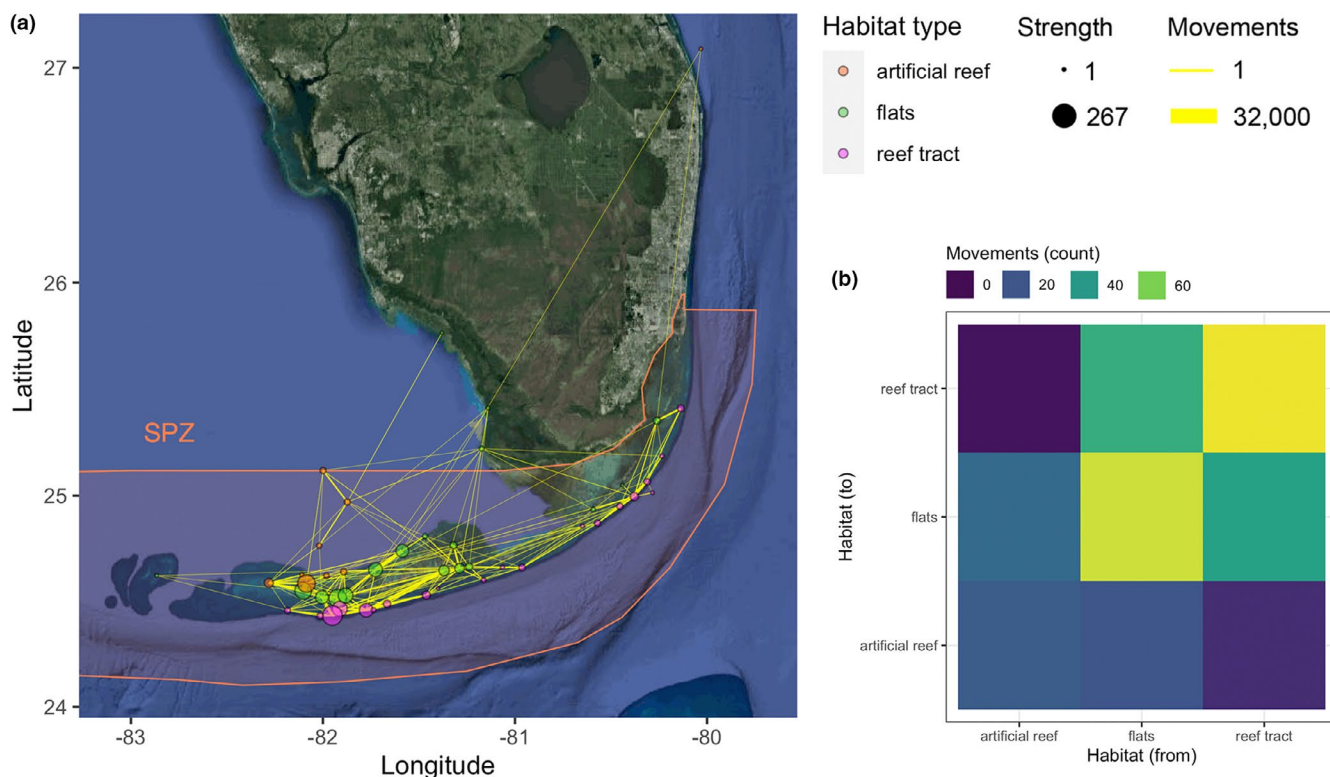 (a)
27
26
25
24
Latitude
SPZ
-83
-82
-81
-80
Longitude
Habitat type
artificial reef
flats
reef tract
Strength
1
267
Movements
1
32,000
(b)
Movements (count)
0
20
40
60
reef tract
flats
artificial reef
Habitat (to)
artificial reef
flats
reef tract
Habitat (from)